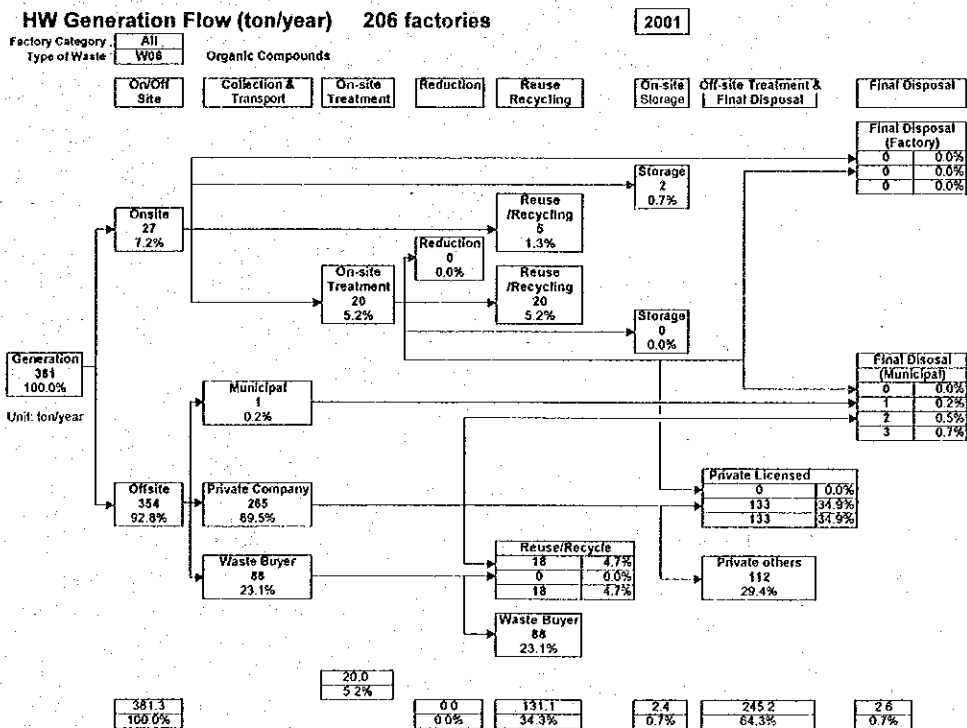 HW Generation Flow (ton/year) 206 factories 2001
Factory Category All
Type of Waste W06 Organic Compounds
On/Off Site
Collection & Transport
On-site Treatment
Reduction
Reuse Recycling
On-site Storage
Off-site Treatment & Final Disposal
Final Disposal
Final Disposal
(Factory)
0 0.0%
0 0.0%
0 0.0%
Storage
2
0.7%
Onsite
27
7.2%
Reuse
/Recycling
5
1.3%
Reduction
0
0.0%
On-site
Treatment
20
5.2%
Reuse
/Recycling
20
5.2%
Storage
0
0.0%
Generation
381
100.0%
Unit: ton/year
Municipal
1
0.2%
Final Disosal
(Municipal)
0 0.0%
1 0.2%
2 0.5%
3 0.7%
Offsite
354
92.8%
Private Company
265
69.5%
Private Licensed
0 0.0%
133 34.9%
133 34.9%
Waste Buyer
88
23.1%
Reuse/Recycle
18 4.7%
0 0.0%
18 4.7%
Private others
112
29.4%
Waste Buyer
88
23.1%
20.0
5.2%
381.3 0.0 131.1 2.4 245.2 2.6
100.0% 0.0% 34.3% 0.7% 64.3% 0.7%